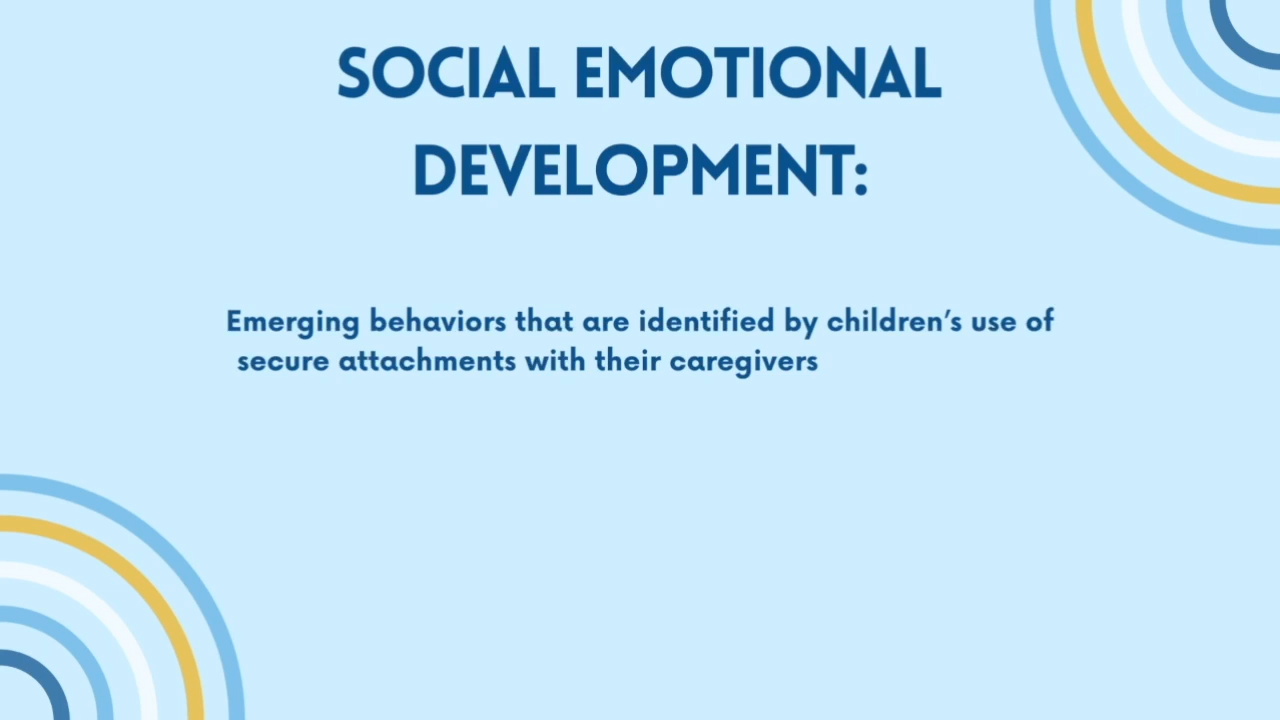 SOCIAL EMOTIONAL
DEVELOPMENT:
Emerging behaviors that are identified by children’s use of
secure attachments with their caregivers